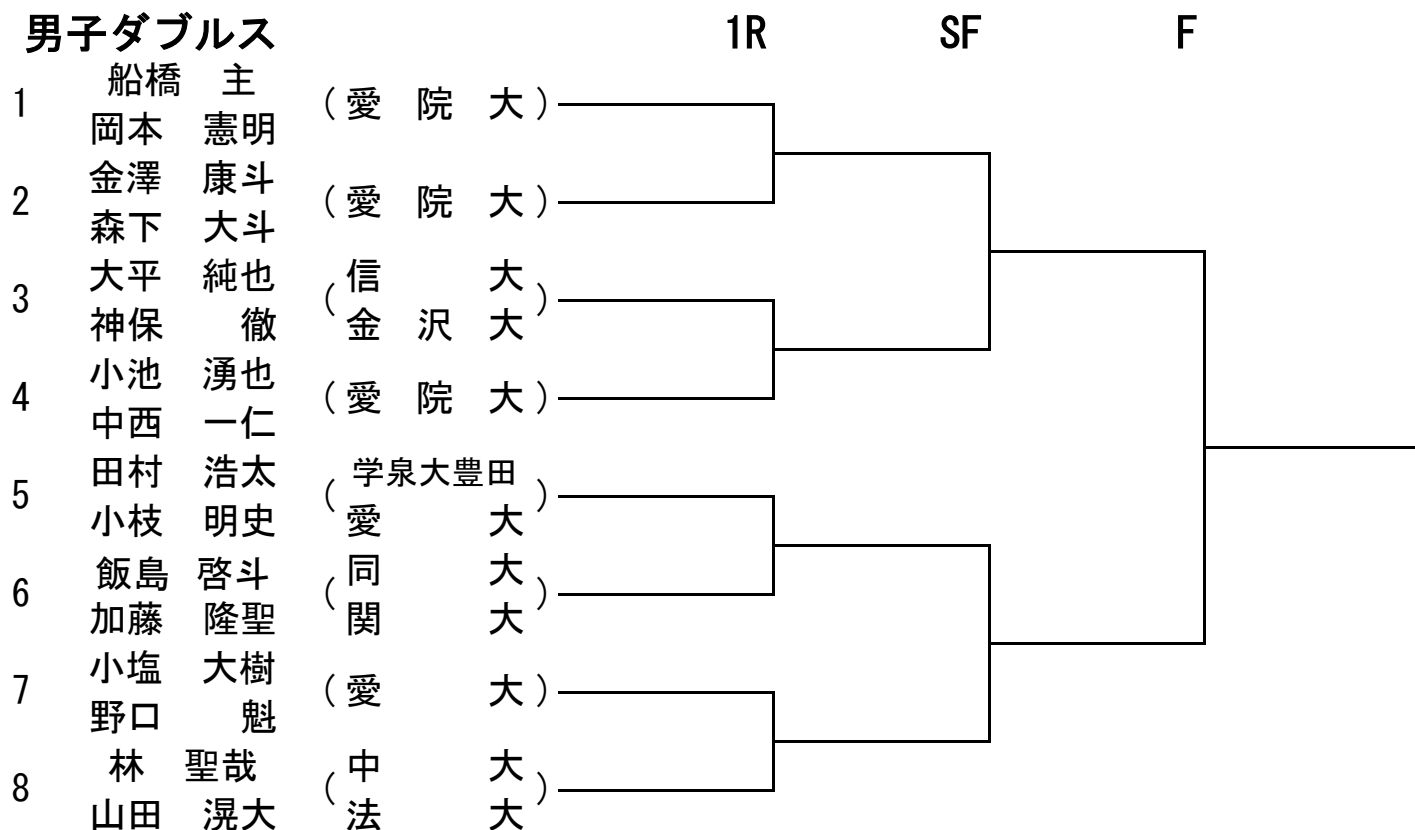 男子ダブルス 1R SF F
船橋 主
1 (愛院大)
岡本 憲明
金澤 康斗
2 (愛院大)
森下 大斗
大平 純也 信大
3 ( )
神保 徹 金沢大
小池 湧也
4 (愛院大)
中西 一仁
田村 浩太 学泉大豊田
5 ( )
小枝 明史 愛大
飯島 啓斗 同大
6 ( )
加藤 隆聖 関大
小塩 大樹
7 (愛大)
野口 魁
林 聖哉 中大
8 ( )
山田 滉大 法大